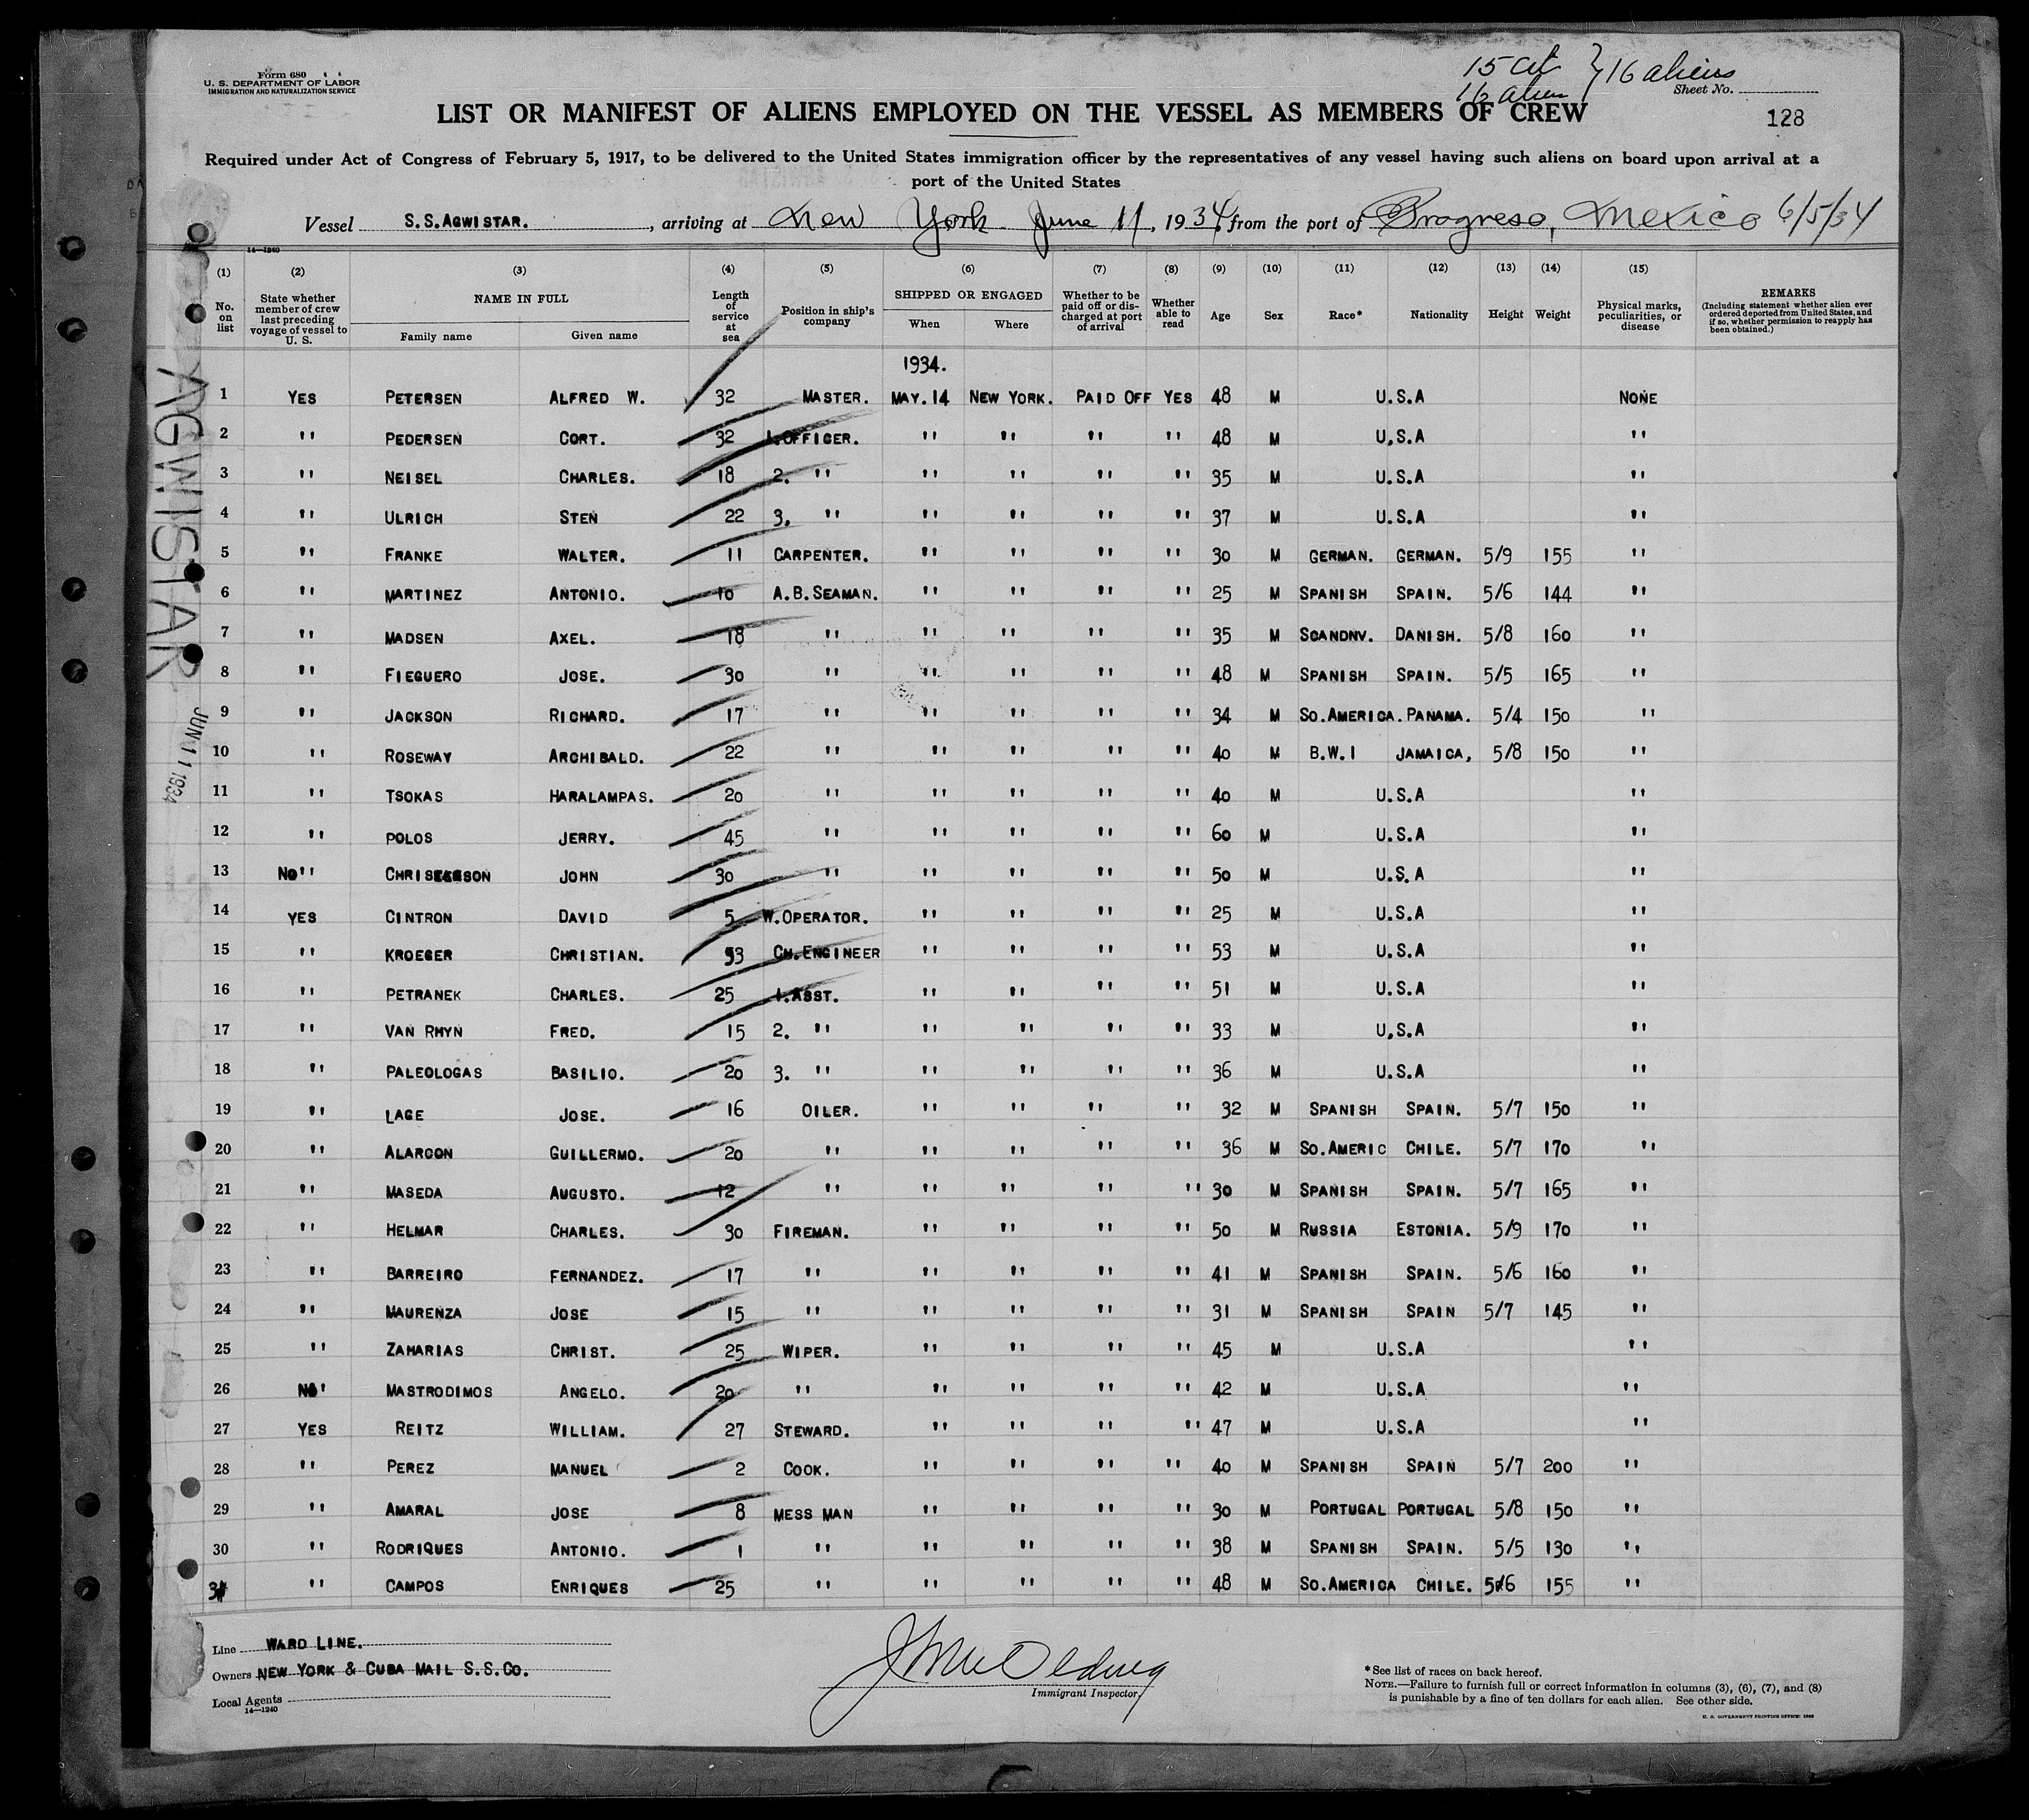 Form 680
U. S. DEPARTMENT OF LABOR
IMMIGRATION AND NATURALIZATION SERVICE
15 cit } 16 aliens
16 alien
Sheet No.
LIST OR MANIFEST OF ALIENS EMPLOYED ON THE VESSEL AS MEMBERS OF CREW
128
Required under Act of Congress of February 5, 1917, to be delivered to the United States immigration officer by the representatives of any vessel having such aliens on board upon arrival at a
port of the United States
Vessel S.S.AGWISTAR. , arriving at New York June 11, 1934, from the port of Progreso, Mexico 6/5/34
14—1240
(1) (2) (3) (4) (5) (6) (7) (8) (9) (10) (11) (12) (13) (14) (15)
No. on list State whether member of crew last preceding voyage of vessel to U. S. NAME IN FULL Family name Given name Length of service at sea Position in ship's company SHIPPED OR ENGAGED When Where Whether to be paid off or discharged at port of arrival Whether able to read Age Sex Race* Nationality Height Weight Physical marks, peculiarities, or disease REMARKS (Including statement whether alien ever ordered deported from United States, and if so, whether permission to reapply has been obtained.)
1934.
1 YES PETERSEN ALFRED W. 32 MASTER. MAY.14 NEW YORK. PAID OFF YES 48 M U.S.A NONE
2 " PEDERSEN CORT. 32 1.OFFICER. " " " " 48 M U.S.A "
3 " NEISEL CHARLES. 18 2. " " " " " 35 M U.S.A "
4 " ULRICH STEN 22 3. " " " " " 37 M U.S.A "
5 " FRANKE WALTER. 11 CARPENTER. " " " " 30 M GERMAN. GERMAN. 5/9 155 "
6 " MARTINEZ ANTONIO. 10 A.B.SEAMAN. " " " " 25 M SPANISH SPAIN. 5/6 144 "
7 " MADSEN AXEL. 18 " " " " " 35 M SCANDNV. DANISH. 5/8 160 "
8 " FIEGUERO JOSE. 30 " " " " " 48 M SPANISH SPAIN. 5/5 165 "
9 " JACKSON RICHARD. 17 " " " " " 34 M SO.AMERICA. PANAMA. 5/4 150 "
10 " ROSEWAY ARCHIBALD. 22 " " " " " 40 M B.W.I JAMAICA, 5/8 150 "
11 " TSOKAS HARALAMPAS. 20 " " " " " 40 M U.S.A "
12 " POLOS JERRY. 45 " " " " " 60 M U.S.A "
13 NO" JOHN 30 " " " " " 50 M U.S.A "
14 YES CINTRON DAVID 5 W.OPERATOR. " " " " 25 M U.S.A "
15 " KROEGER CHRISTIAN. 33 CH.ENGINEER " " " " 53 M U.S.A "
16 " PETRANEK CHARLES. 25 1.ASST. " " " " 51 M U.S.A "
17 " VAN RHYN FRED. 15 2. " " " " " 33 M U.S.A "
18 " PALEOLOGAS BASILIO. 20 3. " " " " " 36 M U.S.A "
19 " LAGE JOSE. 16 OILER. " " " " 32 M SPANISH SPAIN. 5/7 150 "
20 " ALARCON GUILLERMO. 20 " " " " " 36 M SO.AMERIC CHILE. 5/7 170 "
21 " MASEDA AUGUSTO. 12 " " " " " 30 M SPANISH SPAIN. 5/7 165 "
22 " HELMAR CHARLES. 30 FIREMAN. " " " " 50 M RUSSIA ESTONIA. 5/9 170 "
23 " BARREIRO FERNANDEZ. 17 " " " " " 41 M SPANISH SPAIN. 5/6 160 "
24 " MAURENZA JOSE 15 " " " " " 31 M SPANISH SPAIN 5/7 145 "
25 " ZAHARIAS CHRIST. 25 WIPER. " " " " 45 M U.S.A "
26 NO' MASTRODIMOS ANGELO. 20 " " " " " 42 M U.S.A "
27 YES REITZ WILLIAM. 27 STEWARD. " " " " 47 M U.S.A "
28 " PEREZ MANUEL 2 COOK. " " " " 40 M SPANISH SPAIN 5/7 200 "
29 " AMARAL JOSE 8 MESS MAN " " " " 30 M PORTUGAL PORTUGAL 5/8 150 "
30 " RODRIQUES ANTONIO. 1 " " " " " 38 M SPANISH SPAIN. 5/5 130 "
31 " CAMPOS ENRIQUES 25 " " " " " 48 M SO.AMERICA CHILE. 5/6 155 "
AGWISTAR
JUN 11 1934
Line WARD LINE.
Owners NEW YORK & CUBA MAIL S.S.CO.
Local Agents
14—1240
Immigrant Inspector.
*See list of races on back hereof.
NOTE.—Failure to furnish full or correct information in columns (3), (6), (7), and (8)
is punishable by a fine of ten dollars for each alien. See other side.